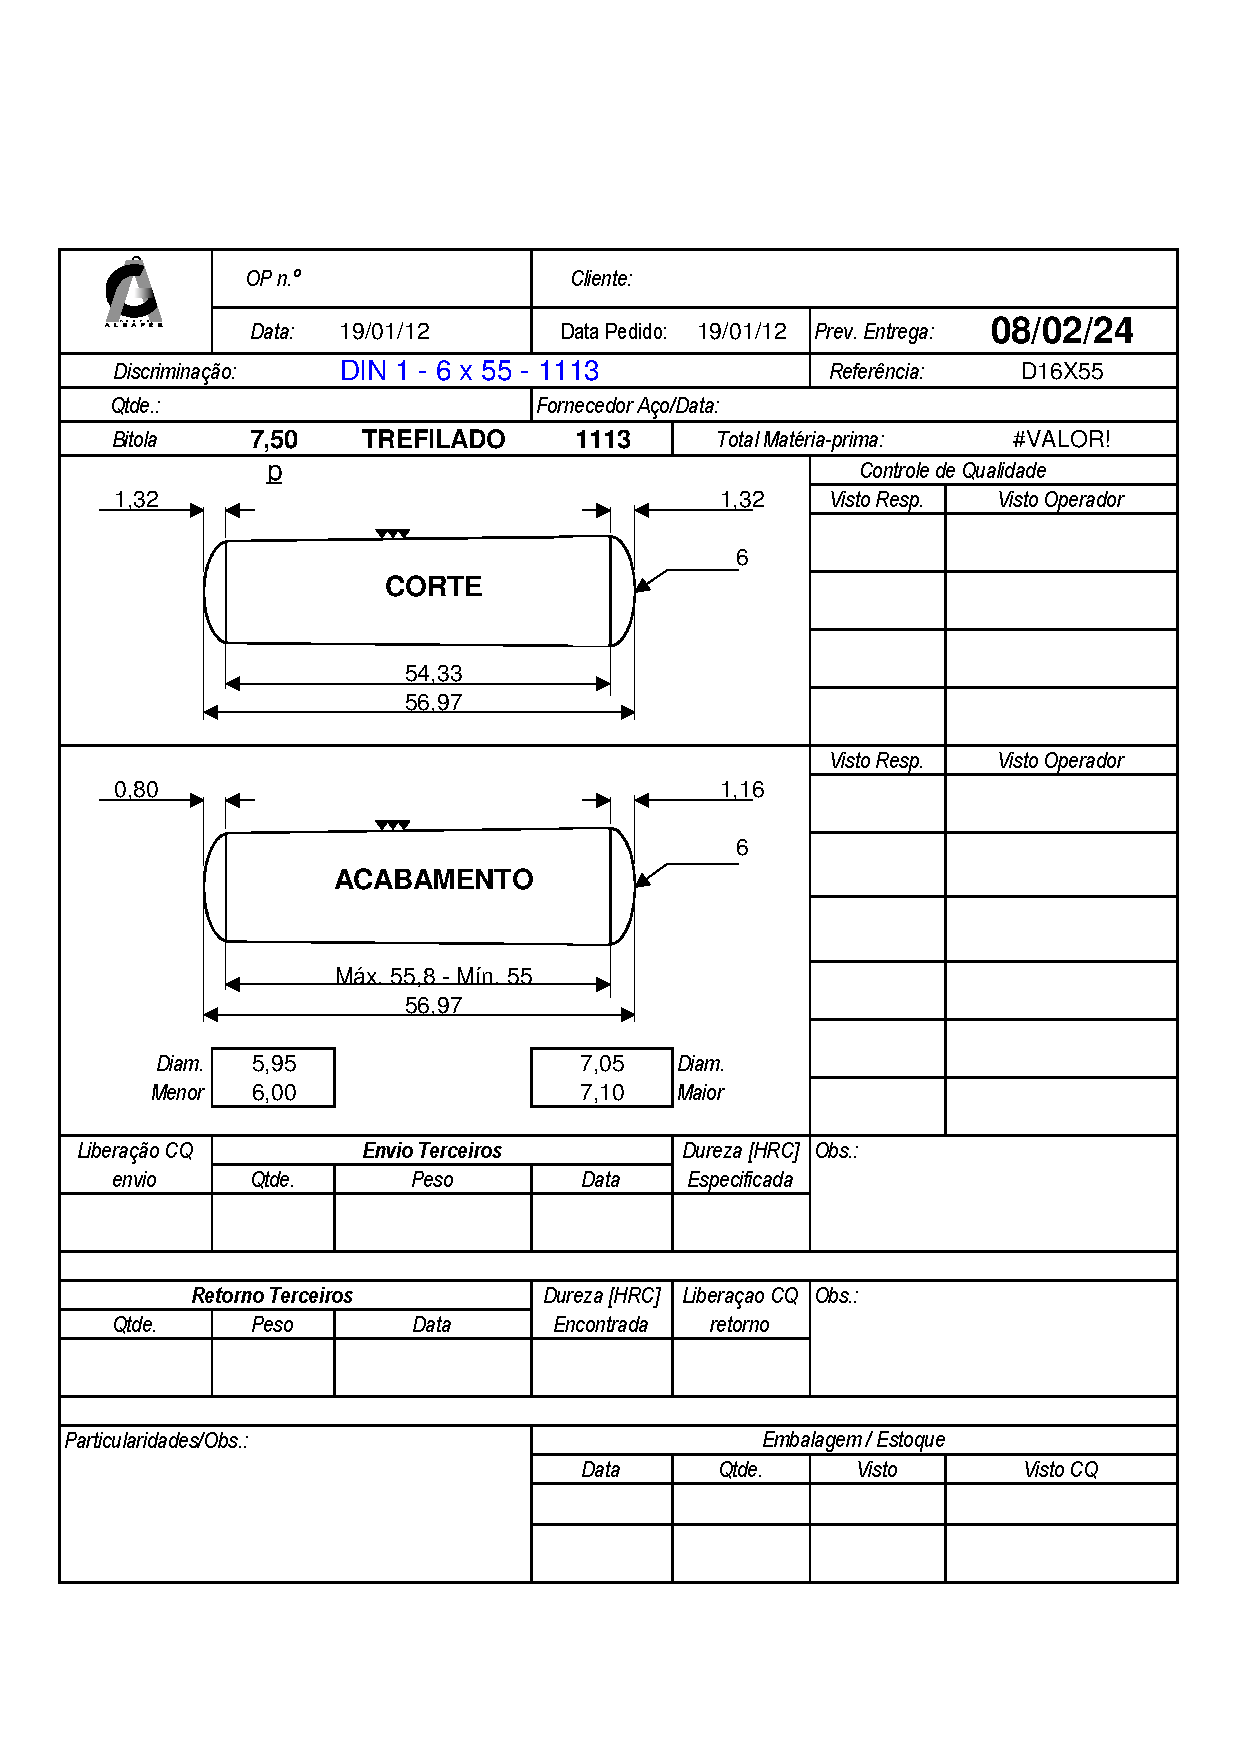 ALBAFER
OP n.º Cliente:
Data: 19/01/12 Data Pedido: 19/01/12 Prev. Entrega: 08/02/24
Discriminação: DIN 1 - 6 x 55 - 1113 Referência: D16X55
Qtde.: Fornecedor Aço/Data:
Bitola 7,50 TREFILADO 1113 Total Matéria-prima: #VALOR!
p Controle de Qualidade
1,32 1,32 Visto Resp. Visto Operador
6
CORTE
54,33
56,97
Visto Resp. Visto Operador
0,80 1,16
6
ACABAMENTO
Máx. 55,8 - Mín. 55
56,97
Diam. 5,95 7,05 Diam.
Menor 6,00 7,10 Maior
Liberação CQ Envio Terceiros Dureza [HRC] Obs.:
envio Qtde. Peso Data Especificada
Retorno Terceiros Dureza [HRC] Liberaçao CQ Obs.:
Qtde. Peso Data Encontrada retorno
Particularidades/Obs.: Embalagem / Estoque
Data Qtde. Visto Visto CQ